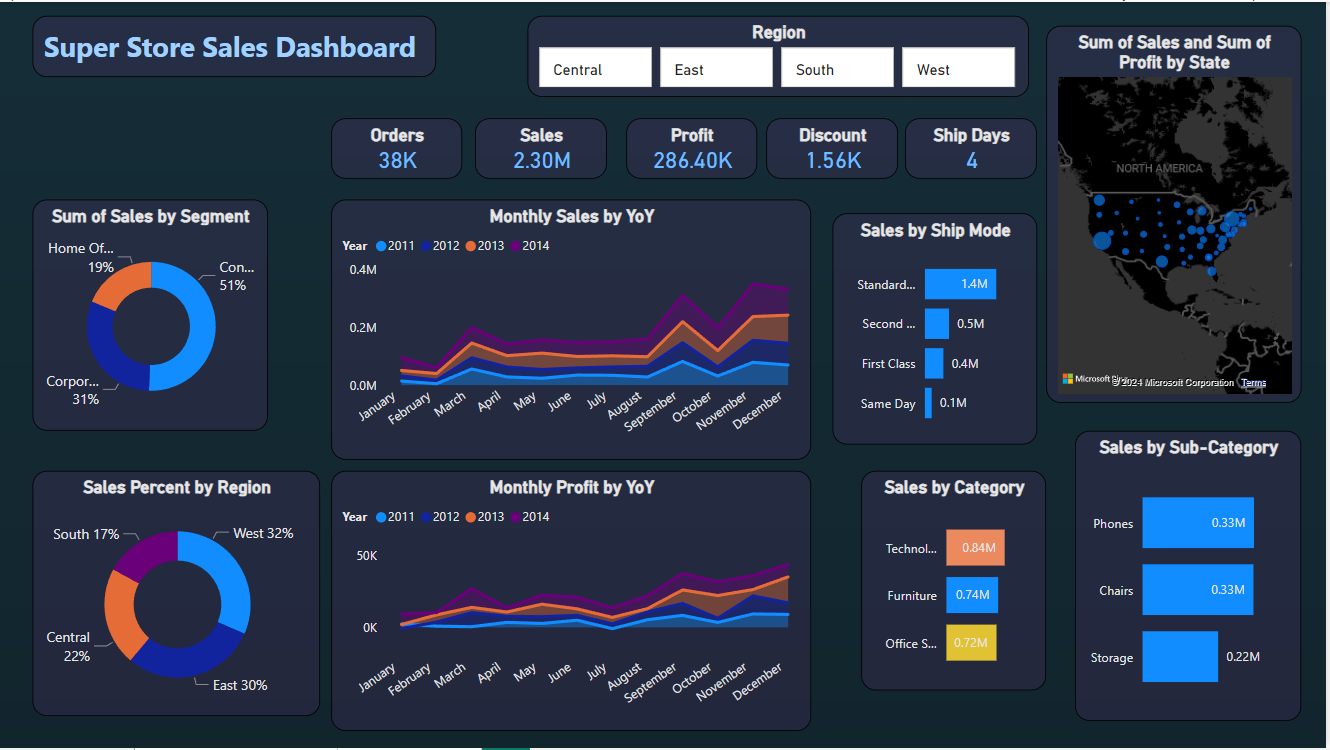 Super Store Sales Dashboard
Region
Central
East
South
West
Orders
38K
Sales
2.30M
Profit
286.40K
Discount
1.56K
Ship Days
4
Sum of Sales and Sum of
Profit by State
NORTH AMERICA
Microsoft Bing
© 2024 Microsoft Corporation Terms
Sum of Sales by Segment
Home Of...
19%
Con...
51%
Corpor...
31%
Monthly Sales by YoY
Year 2011 2012 2013 2014
0.4M
0.2M
0.0M
January
February
March
April
May
June
July
August
September
October
November
December
Sales by Ship Mode
Standard... 1.4M
Second ... 0.5M
First Class 0.4M
Same Day 0.1M
Sales Percent by Region
South 17%
West 32%
Central
22%
East 30%
Monthly Profit by YoY
Year 2011 2012 2013 2014
50K
0K
January
February
March
April
May
June
July
August
September
October
November
December
Sales by Category
Technol... 0.84M
Furniture 0.74M
Office S... 0.72M
Sales by Sub-Category
Phones 0.33M
Chairs 0.33M
Storage 0.22M